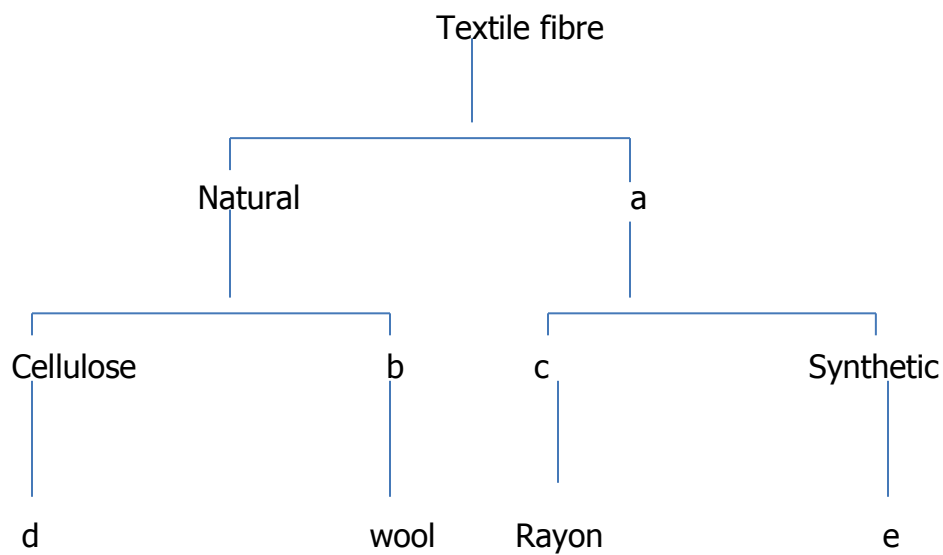 Textile fibre
Natural a
Cellulose b c Synthetic
d wool Rayon e